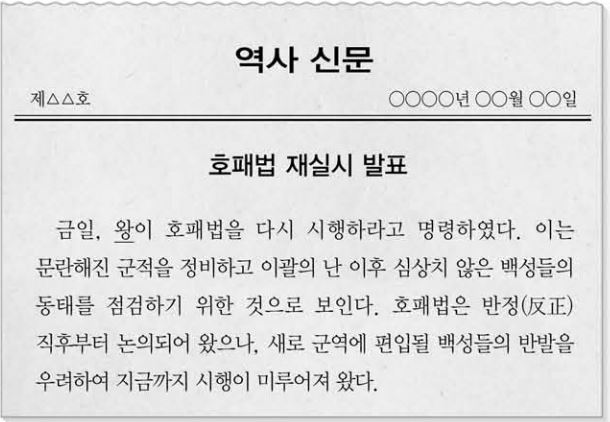 역사 신문
제△△호 ○○○○년 ○○월 ○○일
호패법 재실시 발표
금일, 왕이 호패법을 다시 시행하라고 명령하였다. 이는
문란해진 군적을 정비하고 이괄의 난 이후 심상치 않은 백성들의
동태를 점검하기 위한 것으로 보인다. 호패법은 반정(反正)
직후부터 논의되어 왔으나, 새로 군역에 편입될 백성들의 반발을
우려하여 지금까지 시행이 미루어져 왔다.